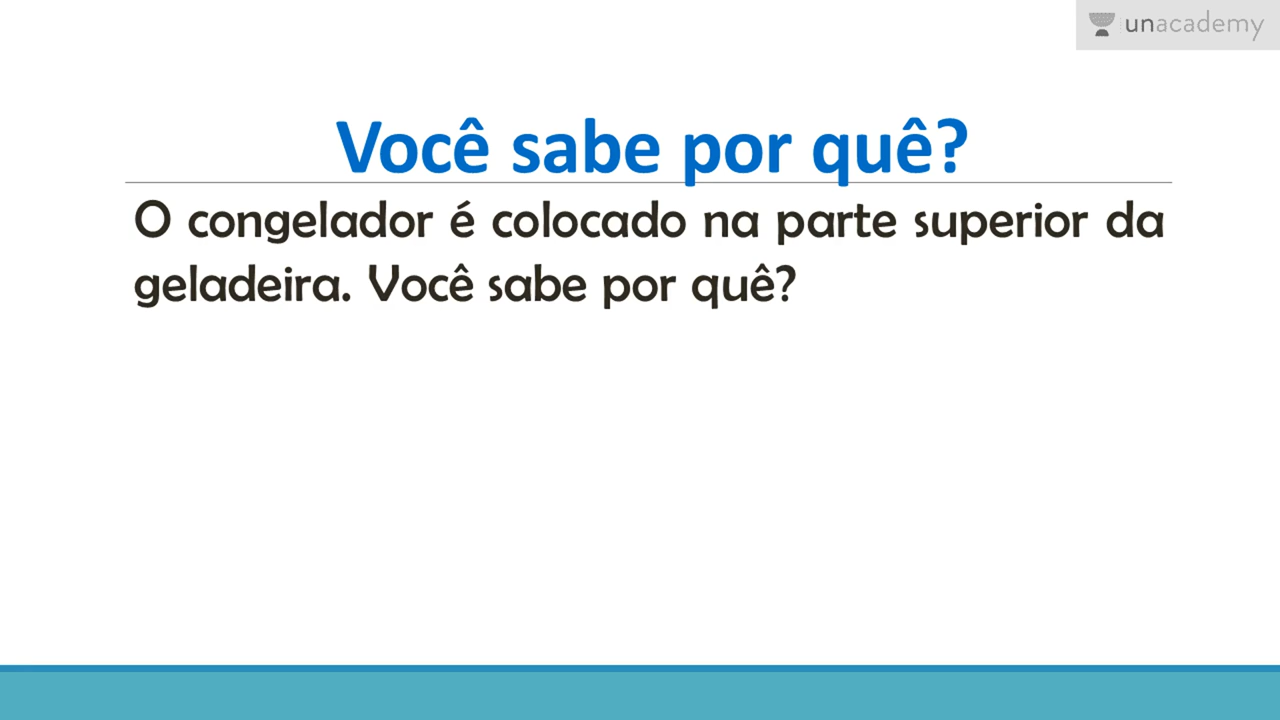 unacademy
Você sabe por quê?
O congelador é colocado na parte superior da
geladeira. Você sabe por quê?